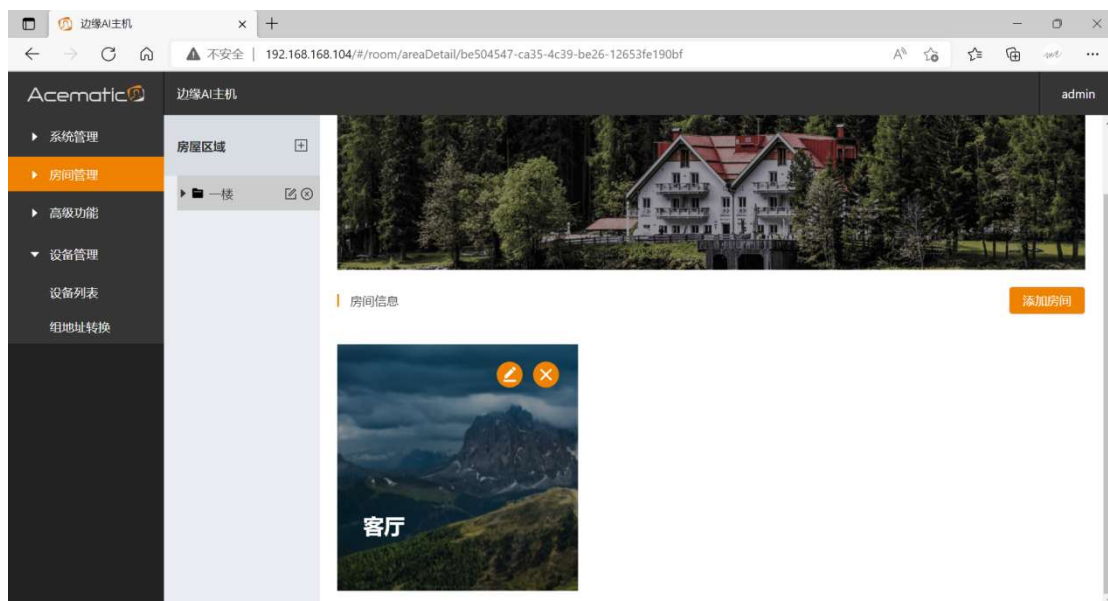 边缘AI主机
不安全 | 192.168.168.104/#/room/areaDetail/be504547-ca35-4c39-be26-12653fe190bf
Acematic
边缘AI主机
admin
系统管理
房间管理
高级功能
设备管理
设备列表
组地址转换
房屋区域
一楼
房间信息
添加房间
客厅